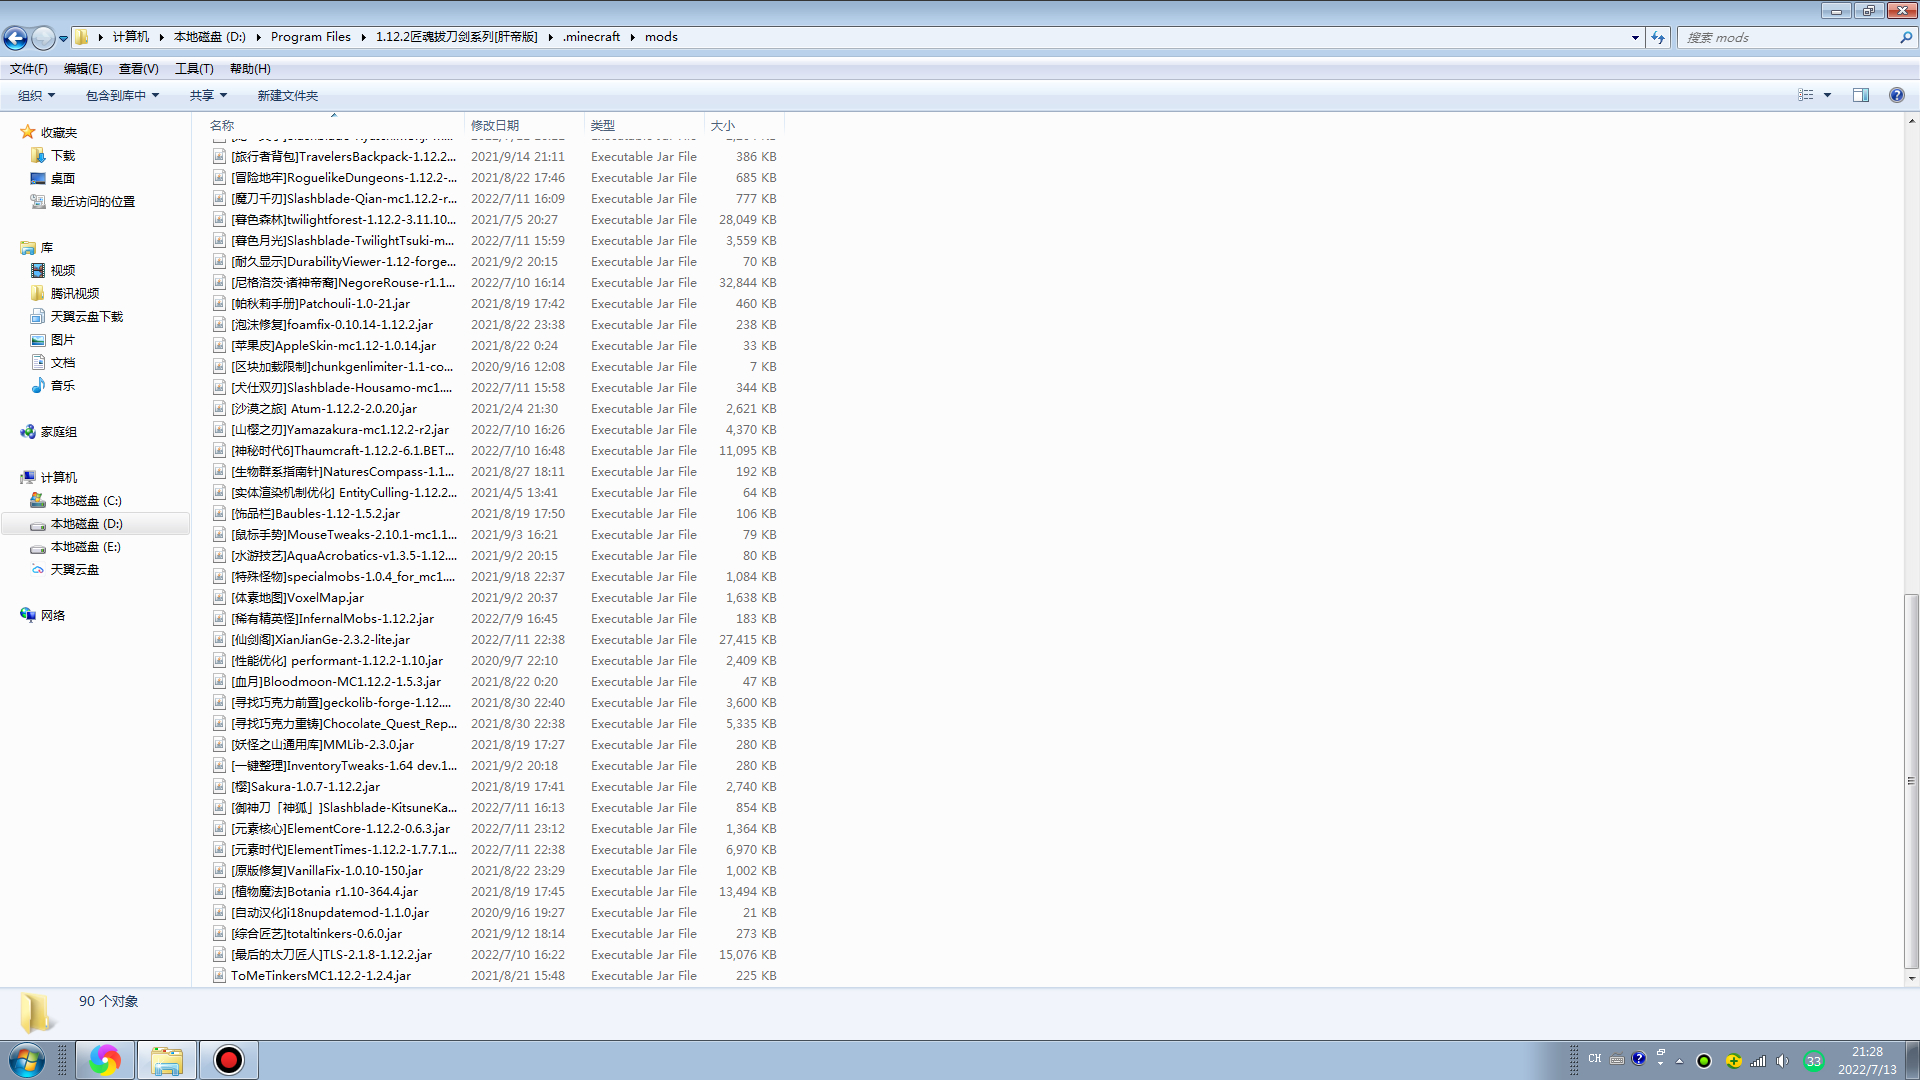 计算机 本地磁盘 (D:) Program Files 1.12.2匠魂拔刀剑系列[肝帝版] .minecraft mods 搜索 mods
文件(F) 编辑(E) 查看(V) 工具(T) 帮助(H)
组织 包含到库中 共享 新建文件夹
收藏夹
下载
桌面
最近访问的位置
库
视频
腾讯视频
天翼云盘下载
图片
文档
音乐
家庭组
计算机
本地磁盘 (C:)
本地磁盘 (D:)
本地磁盘 (E:)
天翼云盘
网络
名称 修改日期 类型 大小
[旅行者背包]TravelersBackpack-1.12.2... 2021/9/14 21:11 Executable Jar File 386 KB
[冒险地牢]RoguelikeDungeons-1.12.2-... 2021/8/22 17:46 Executable Jar File 685 KB
[魔刀千刃]Slashblade-Qian-mc1.12.2-r... 2022/7/11 16:09 Executable Jar File 777 KB
[暮色森林]twilightforest-1.12.2-3.11.10... 2021/7/5 20:27 Executable Jar File 28,049 KB
[暮色月光]Slashblade-TwilightTsuki-m... 2022/7/11 15:59 Executable Jar File 3,559 KB
[耐久显示]DurabilityViewer-1.12-forge... 2021/9/2 20:15 Executable Jar File 70 KB
[尼格洛茨·诸神帝裔]NegoreRouse-r1.1... 2022/7/10 16:14 Executable Jar File 32,844 KB
[帕秋莉手册]Patchouli-1.0-21.jar 2021/8/19 17:42 Executable Jar File 460 KB
[泡沫修复]foamfix-0.10.14-1.12.2.jar 2021/8/22 23:38 Executable Jar File 238 KB
[苹果皮]AppleSkin-mc1.12-1.0.14.jar 2021/8/22 0:24 Executable Jar File 33 KB
[区块加载限制]chunkgenlimiter-1.1-co... 2020/9/16 12:08 Executable Jar File 7 KB
[犬仕双刃]Slashblade-Housamo-mc1.... 2022/7/11 15:58 Executable Jar File 344 KB
[沙漠之旅] Atum-1.12.2-2.0.20.jar 2021/2/4 21:30 Executable Jar File 2,621 KB
[山樱之刃]Yamazakura-mc1.12.2-r2.jar 2022/7/10 16:26 Executable Jar File 4,370 KB
[神秘时代6]Thaumcraft-1.12.2-6.1.BET... 2022/7/10 16:48 Executable Jar File 11,095 KB
[生物群系指南针]NaturesCompass-1.1... 2021/8/27 18:11 Executable Jar File 192 KB
[实体渲染机制优化] EntityCulling-1.12.2... 2021/4/5 13:41 Executable Jar File 64 KB
[饰品栏]Baubles-1.12-1.5.2.jar 2021/8/19 17:50 Executable Jar File 106 KB
[鼠标手势]MouseTweaks-2.10.1-mc1.1... 2021/9/3 16:21 Executable Jar File 79 KB
[水游技艺]AquaAcrobatics-v1.3.5-1.12.... 2021/9/2 20:15 Executable Jar File 80 KB
[特殊怪物]specialmobs-1.0.4_for_mc1.... 2021/9/18 22:37 Executable Jar File 1,084 KB
[体素地图]VoxelMap.jar 2021/9/2 20:37 Executable Jar File 1,638 KB
[稀有精英怪]InfernalMobs-1.12.2.jar 2022/7/9 16:45 Executable Jar File 183 KB
[仙剑阁]XianJianGe-2.3.2-lite.jar 2022/7/11 22:38 Executable Jar File 27,415 KB
[性能优化] performant-1.12.2-1.10.jar 2020/9/7 22:10 Executable Jar File 2,409 KB
[血月]Bloodmoon-MC1.12.2-1.5.3.jar 2021/8/22 0:20 Executable Jar File 47 KB
[寻找巧克力前置]geckolib-forge-1.12.... 2021/8/30 22:40 Executable Jar File 3,600 KB
[寻找巧克力重铸]Chocolate_Quest_Rep... 2021/8/30 22:38 Executable Jar File 5,335 KB
[妖怪之山通用库]MMLib-2.3.0.jar 2021/8/19 17:27 Executable Jar File 280 KB
[一键整理]InventoryTweaks-1.64 dev.1... 2021/9/2 20:18 Executable Jar File 280 KB
[樱]Sakura-1.0.7-1.12.2.jar 2021/8/19 17:41 Executable Jar File 2,740 KB
[御神刀「神狐」]Slashblade-KitsuneKa... 2022/7/11 16:13 Executable Jar File 854 KB
[元素核心]ElementCore-1.12.2-0.6.3.jar 2022/7/11 23:12 Executable Jar File 1,364 KB
[元素时代]ElementTimes-1.12.2-1.7.7.1... 2022/7/11 22:38 Executable Jar File 6,970 KB
[原版修复]VanillaFix-1.0.10-150.jar 2021/8/22 23:29 Executable Jar File 1,002 KB
[植物魔法]Botania r1.10-364.4.jar 2021/8/19 17:45 Executable Jar File 13,494 KB
[自动汉化]i18nupdatemod-1.1.0.jar 2020/9/16 19:27 Executable Jar File 21 KB
[综合匠艺]totaltinkers-0.6.0.jar 2021/9/12 18:14 Executable Jar File 273 KB
[最后的太刀匠人]TLS-2.1.8-1.12.2.jar 2022/7/10 16:22 Executable Jar File 15,076 KB
ToMeTinkersMC1.12.2-1.2.4.jar 2021/8/21 15:48 Executable Jar File 225 KB
90 个对象
CH 33 21:28
2022/7/13